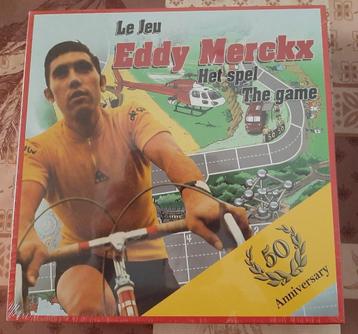 Le Jeu
Eddy Merckx
Het spel
The game
50
Anniversary